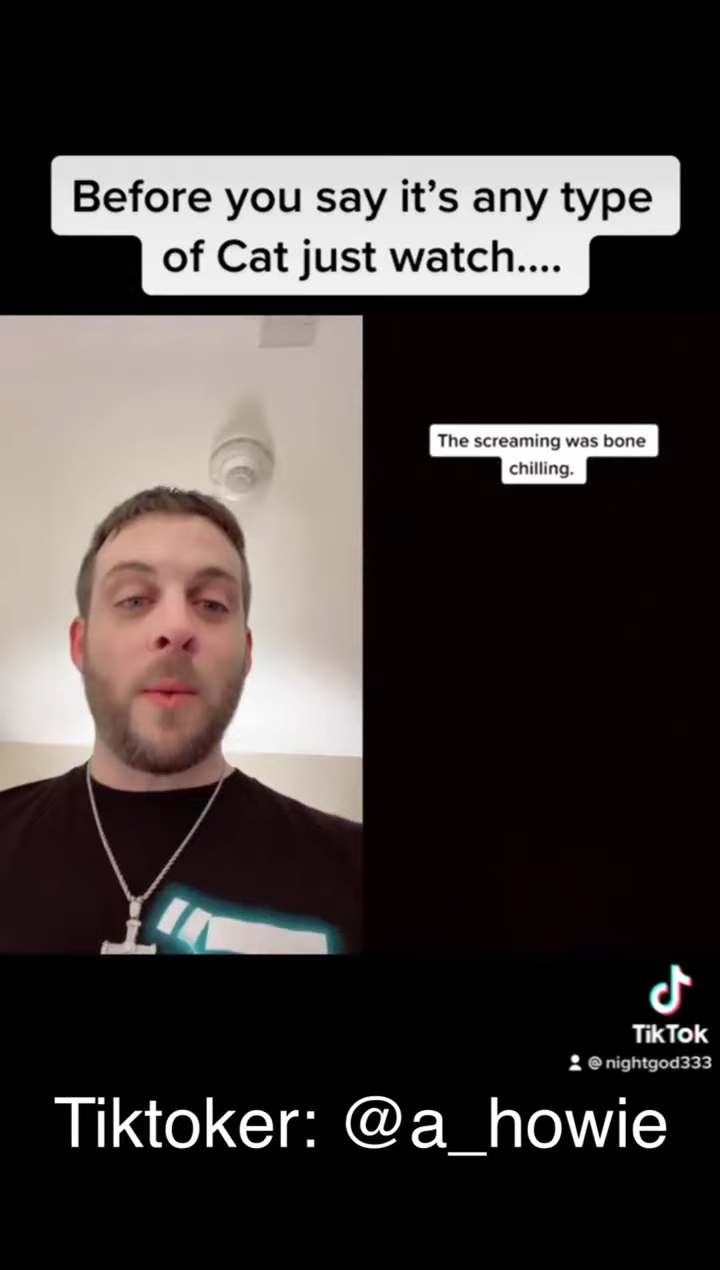 Before you say it's any type
of Cat just watch....
The screaming was bone
chilling.
TikTok
@nightgod333
Tiktoker: @a_howie